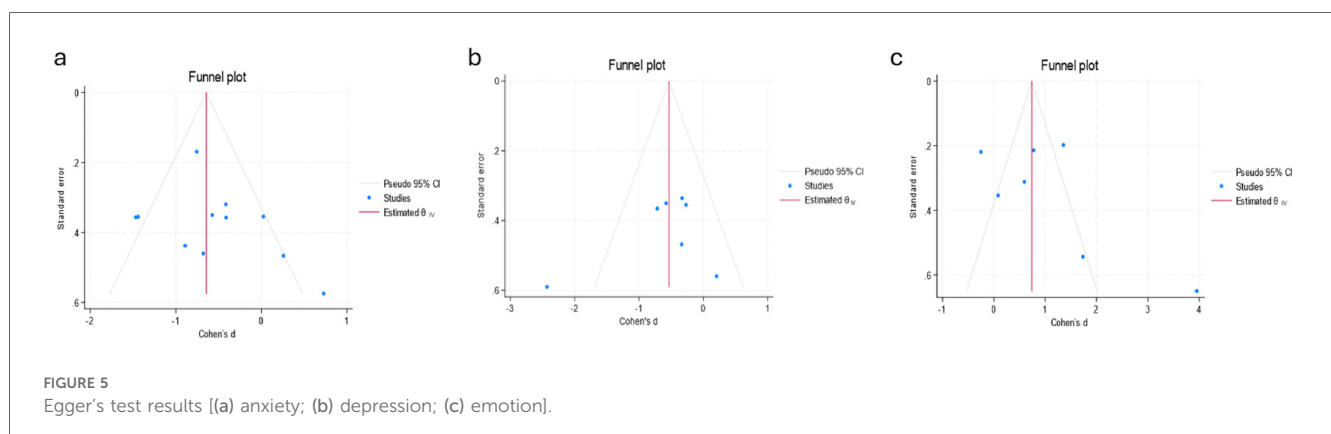 a
Funnel plot
0
.2
.4
.6
Standard error
-2
-1
0
1
Cohen's d
Pseudo 95% CI
Studies
Estimated θ IV
b
Funnel plot
0
.2
.4
.6
Standard error
-3
-2
-1
0
1
Cohen's d
Pseudo 95% CI
Studies
Estimated θ IV
c
Funnel plot
0
.2
.4
.6
Standard error
-1
0
1
2
3
4
Cohen's d
Pseudo 95% CI
Studies
Estimated θ IV
FIGURE 5
Egger's test results [(a) anxiety; (b) depression; (c) emotion].